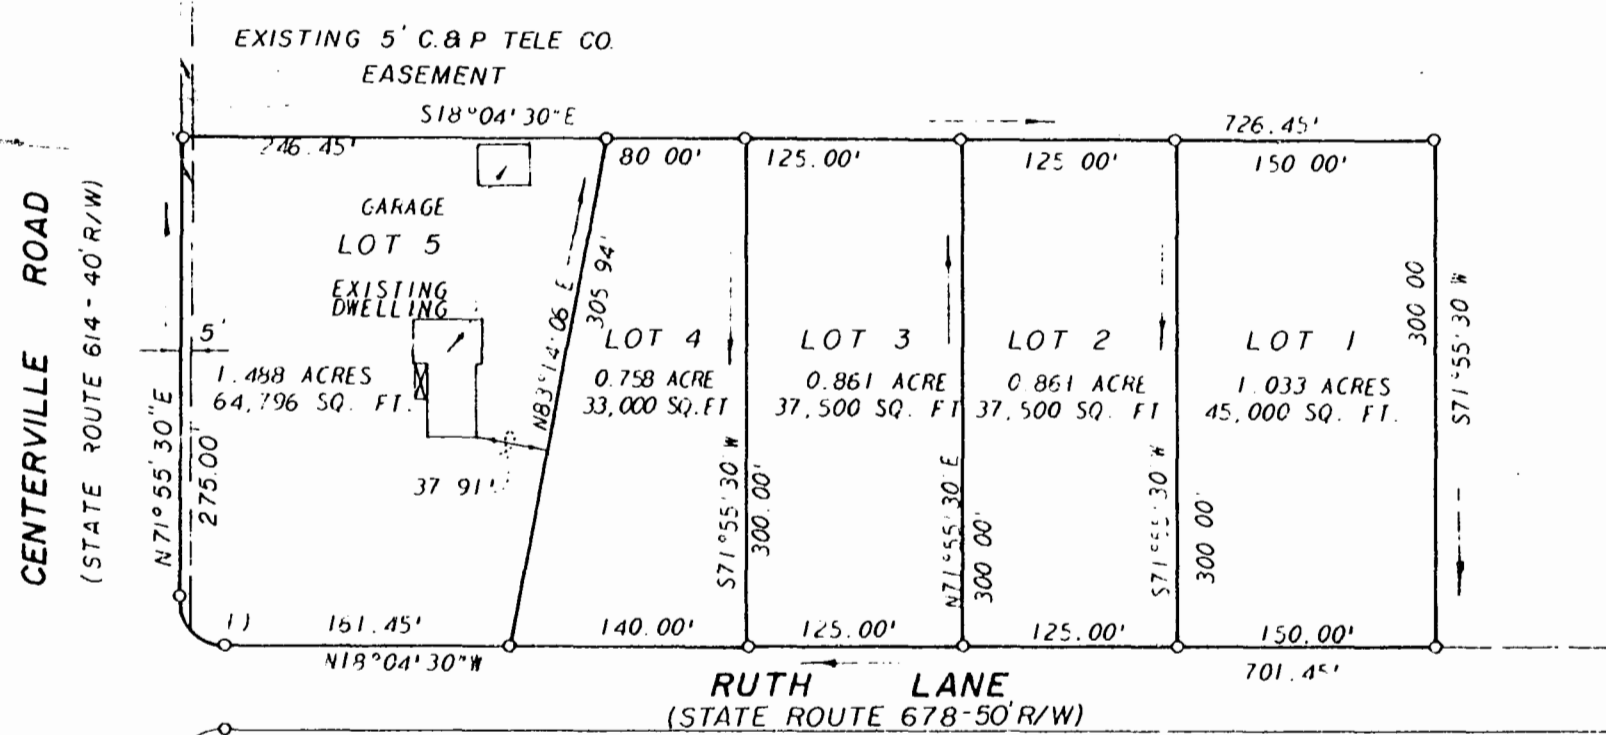 EXISTING 5' C.&P TELE CO.
EASEMENT
S18°04'30"E
246.45'
80 00'
125.00'
125 00'
726.45'
150 00'
GARAGE
LOT 5
EXISTING
DWELLING
5'
1.488 ACRES
64,796 SQ. FT.
37 91'
N83°14'06 E
305 94'
LOT 4
0.758 ACRE
33,000 SQ.FT
S71°55'30 W
300.00'
LOT 3
0.861 ACRE
37,500 SQ. FT
N71°55'30 E
300 00'
LOT 2
0.861 ACRE
37,500 SQ. FT
S71°55'30 W
300 00'
LOT 1
1.033 ACRES
45,000 SQ. FT.
300 00
S71°55'30 W
CENTERVILLE ROAD
(STATE ROUTE 614-40' R/W)
N71°55'30"E
275.00'
1)
161.45'
140.00'
125.00'
125.00'
150.00'
N18°04'30"W
701.45'
RUTH LANE
(STATE ROUTE 678-50' R/W)